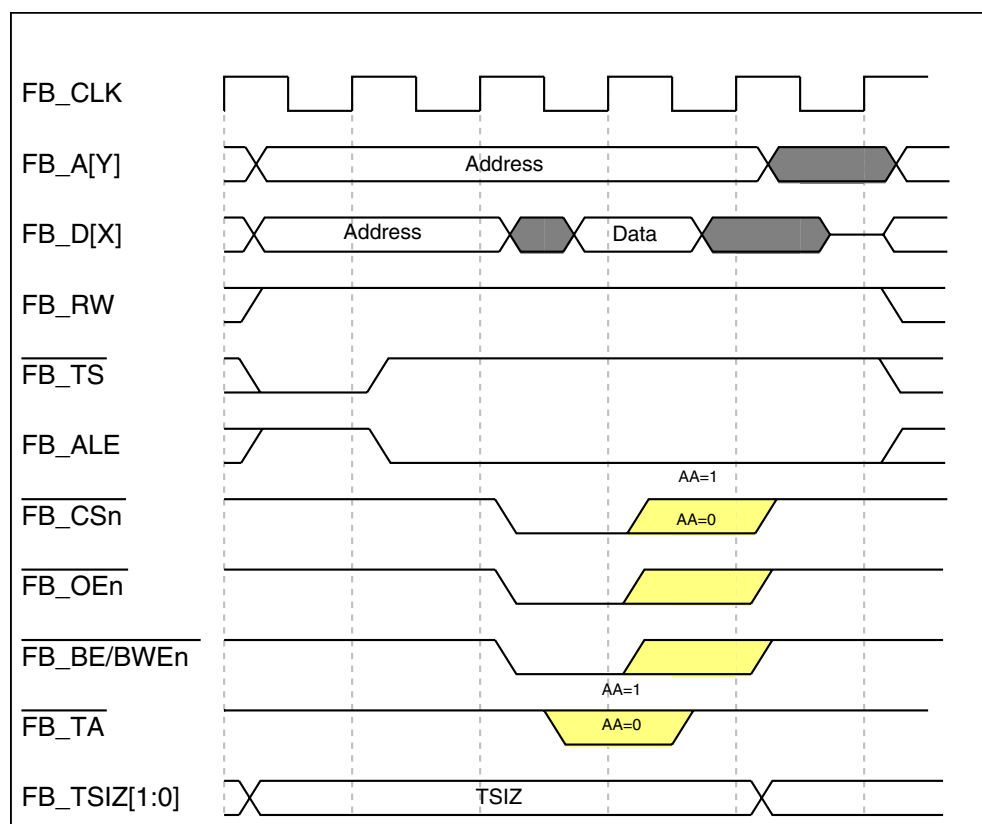 FB_CLK
FB_A[Y]
Address
FB_D[X]
Address
Data
FB_RW
FB_TS
FB_ALE
AA=1
FB_CSn
AA=0
FB_OEn
FB_BE/BWEn
AA=1
FB_TA
AA=0
FB_TSIZ[1:0]
TSIZ